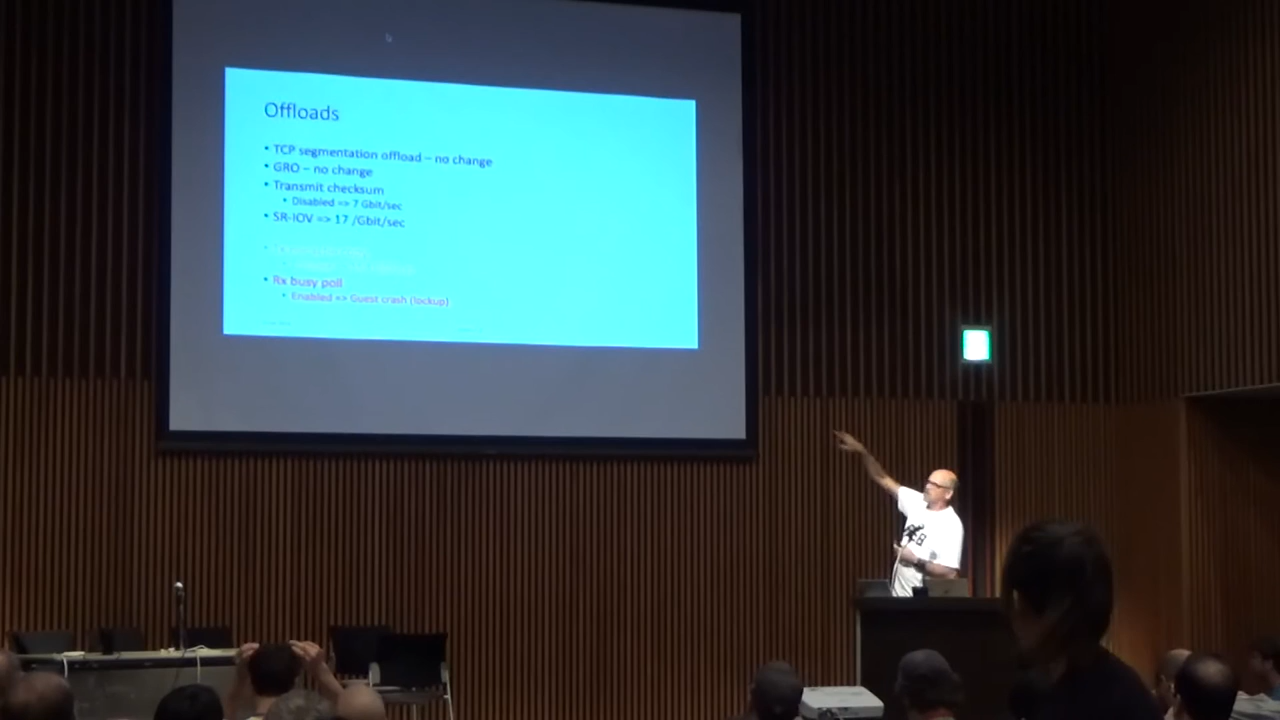 Offloads
• TCP segmentation offload – no change
• GRO – no change
• Transmit checksum
• Disabled => 7 Gbit/sec
• SR-IOV => 17 /Gbit/sec
• Rx busy poll
• Enabled => Guest crash (lockup)